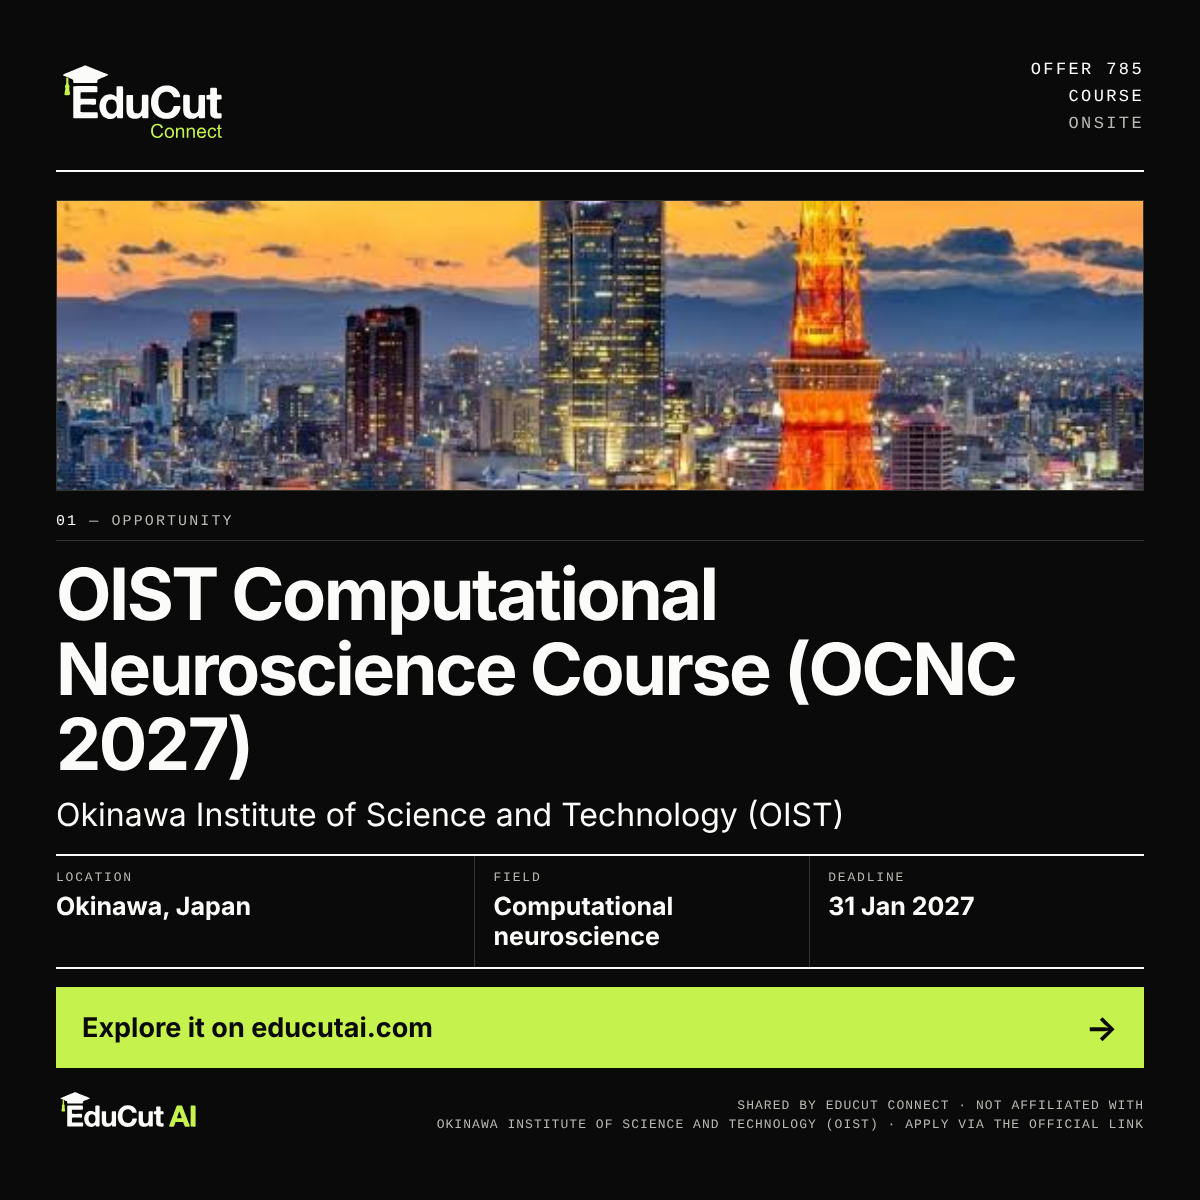 EduCut
Connect
OFFER 785
COURSE
ONSITE
01 — OPPORTUNITY
OIST Computational
Neuroscience Course (OCNC
2027)
Okinawa Institute of Science and Technology (OIST)
LOCATION
Okinawa, Japan
FIELD
Computational
neuroscience
DEADLINE
31 Jan 2027
Explore it on educutai.com →
EduCut AI
SHARED BY EDUCUT CONNECT · NOT AFFILIATED WITH
OKINAWA INSTITUTE OF SCIENCE AND TECHNOLOGY (OIST) · APPLY VIA THE OFFICIAL LINK